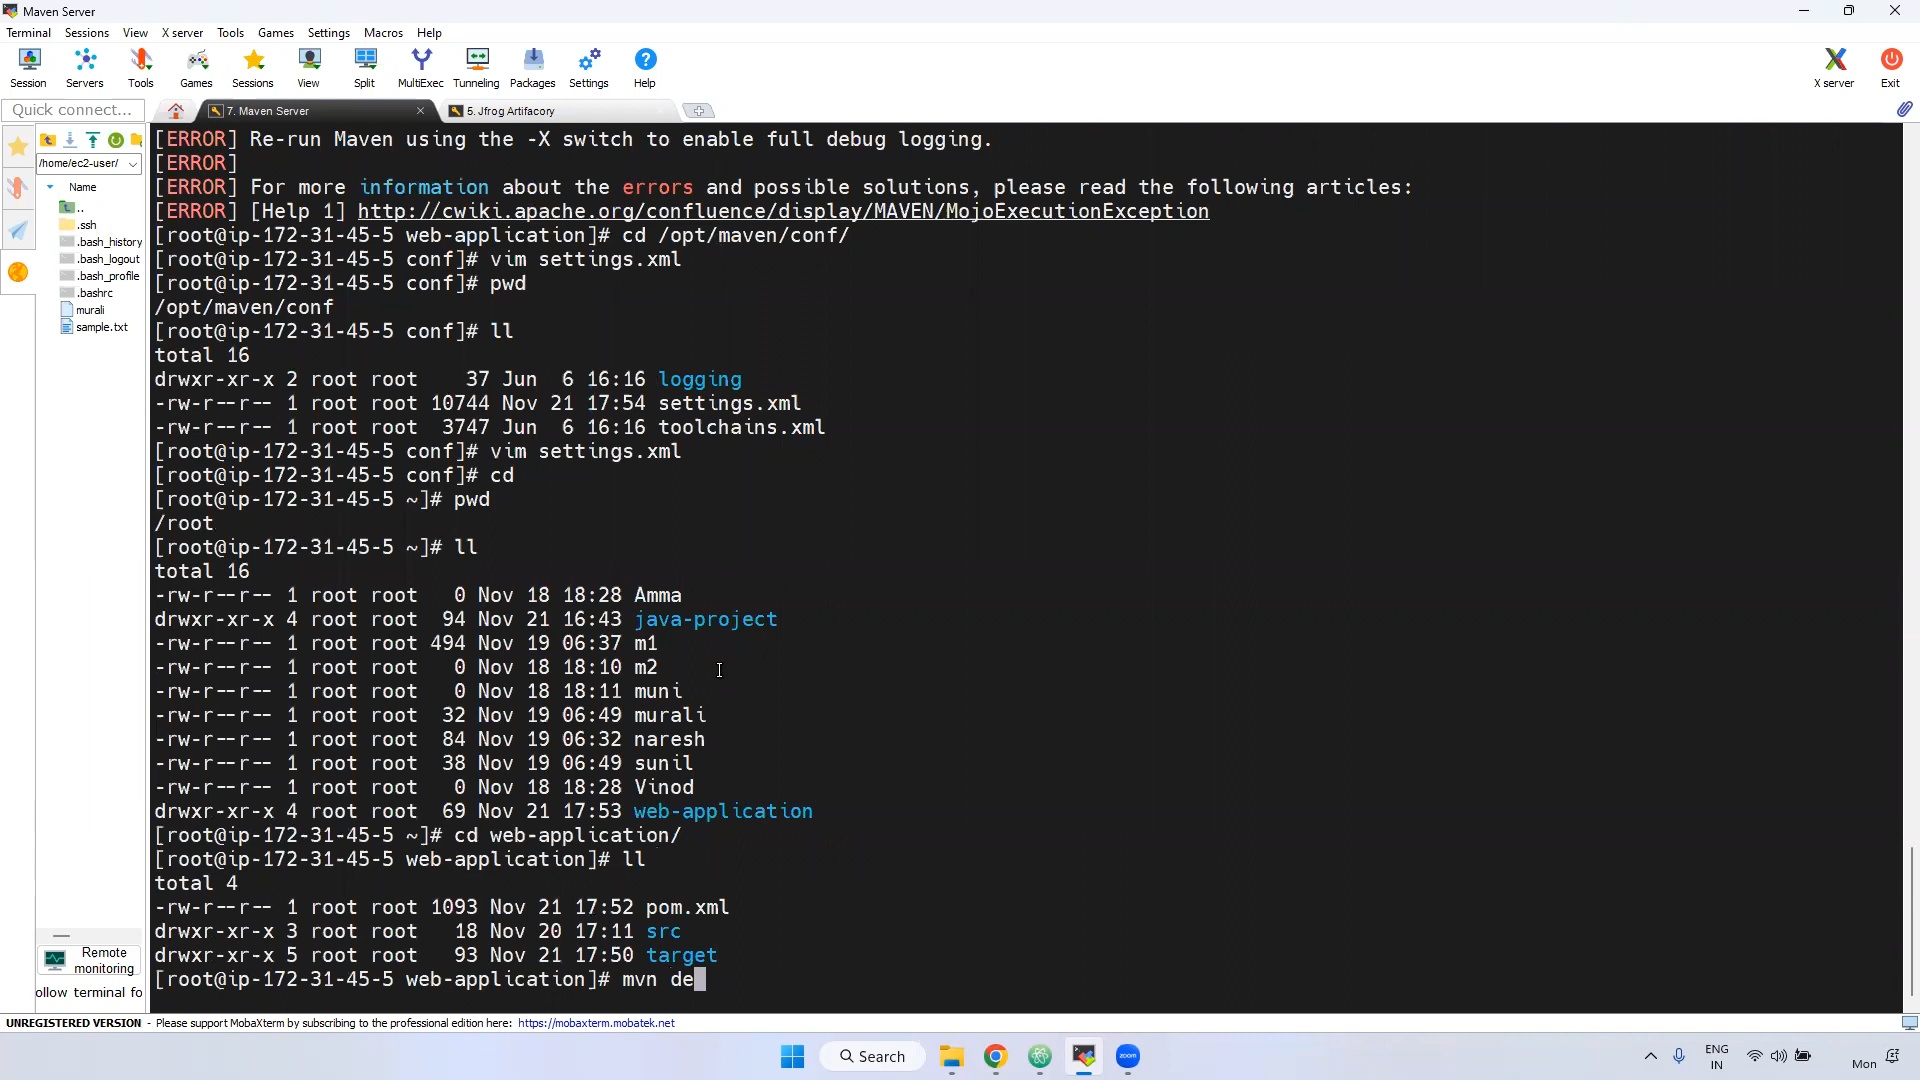 Maven Server
Terminal Sessions View X server Tools Games Settings Macros Help
Session Servers Tools Games Sessions View Split MultiExec Tunneling Packages Settings Help X server Exit
Quick connect... 7. Maven Server 5. Jfrog Artifacory
/home/ec2-user/
Name
..
.ssh
.bash_history
.bash_logout
.bash_profile
.bashrc
murali
sample.txt
Remote monitoring
ollow terminal fo
[ERROR] Re-run Maven using the -X switch to enable full debug logging.
[ERROR]
[ERROR] For more information about the errors and possible solutions, please read the following articles:
[ERROR] [Help 1] http://cwiki.apache.org/confluence/display/MAVEN/MojoExecutionException
[root@ip-172-31-45-5 web-application]# cd /opt/maven/conf/
[root@ip-172-31-45-5 conf]# vim settings.xml
[root@ip-172-31-45-5 conf]# pwd
/opt/maven/conf
[root@ip-172-31-45-5 conf]# ll
total 16
drwxr-xr-x 2 root root    37 Jun  6 16:16 logging
-rw-r--r-- 1 root root 10744 Nov 21 17:54 settings.xml
-rw-r--r-- 1 root root  3747 Jun  6 16:16 toolchains.xml
[root@ip-172-31-45-5 conf]# vim settings.xml
[root@ip-172-31-45-5 conf]# cd
[root@ip-172-31-45-5 ~]# pwd
/root
[root@ip-172-31-45-5 ~]# ll
total 16
-rw-r--r-- 1 root root   0 Nov 18 18:28 Amma
drwxr-xr-x 4 root root  94 Nov 21 16:43 java-project
-rw-r--r-- 1 root root 494 Nov 19 06:37 m1
-rw-r--r-- 1 root root   0 Nov 18 18:10 m2
-rw-r--r-- 1 root root   0 Nov 18 18:11 muni
-rw-r--r-- 1 root root  32 Nov 19 06:49 murali
-rw-r--r-- 1 root root  84 Nov 19 06:32 naresh
-rw-r--r-- 1 root root  38 Nov 19 06:49 sunil
-rw-r--r-- 1 root root   0 Nov 18 18:28 Vinod
drwxr-xr-x 4 root root  69 Nov 21 17:53 web-application
[root@ip-172-31-45-5 ~]# cd web-application/
[root@ip-172-31-45-5 web-application]# ll
total 4
-rw-r--r-- 1 root root 1093 Nov 21 17:52 pom.xml
drwxr-xr-x 3 root root   18 Nov 20 17:11 src
drwxr-xr-x 5 root root   93 Nov 21 17:50 target
[root@ip-172-31-45-5 web-application]# mvn de
UNREGISTERED VERSION - Please support MobaXterm by subscribing to the professional edition here: https://mobaxterm.mobatek.net
Search
zoom
ENG
IN
Mon